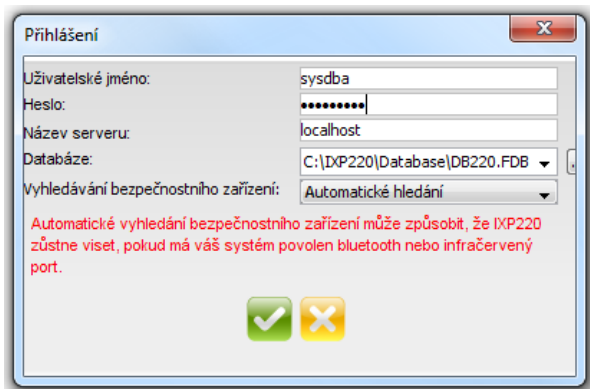 Přihlášení
Uživatelské jméno: sysdba
Heslo: •••••••••
Název serveru: localhost
Databáze: C:\IXP220\Database\DB220.FDB
Vyhledávání bezpečnostního zařízení: Automatické hledání
Automatické vyhledání bezpečnostního zařízení může způsobit, že IXP220
zůstne viset, pokud má váš systém povolen bluetooth nebo infračervený
port.